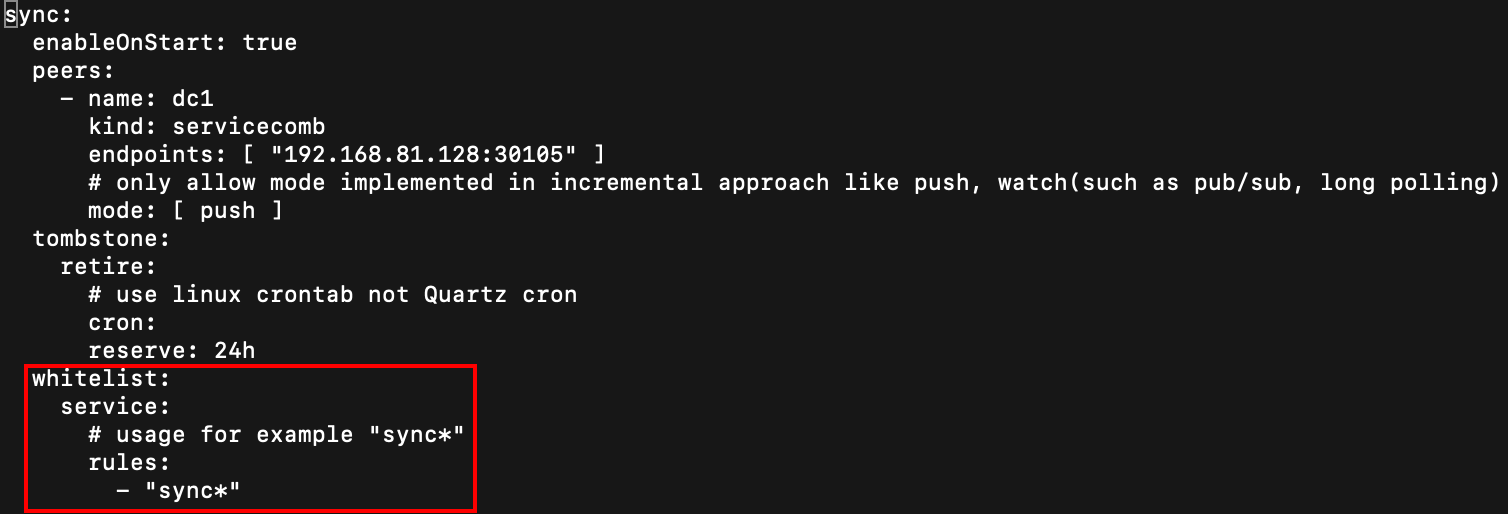 sync:
  enableOnStart: true
  peers:
    - name: dc1
      kind: servicecomb
      endpoints: [ "192.168.81.128:30105" ]
      # only allow mode implemented in incremental approach like push, watch(such as pub/sub, long polling)
      mode: [ push ]
  tombstone:
    retire:
      # use linux crontab not Quartz cron
      cron:
      reserve: 24h
  whitelist:
    service:
      # usage for example "sync*"
      rules:
        - "sync*"